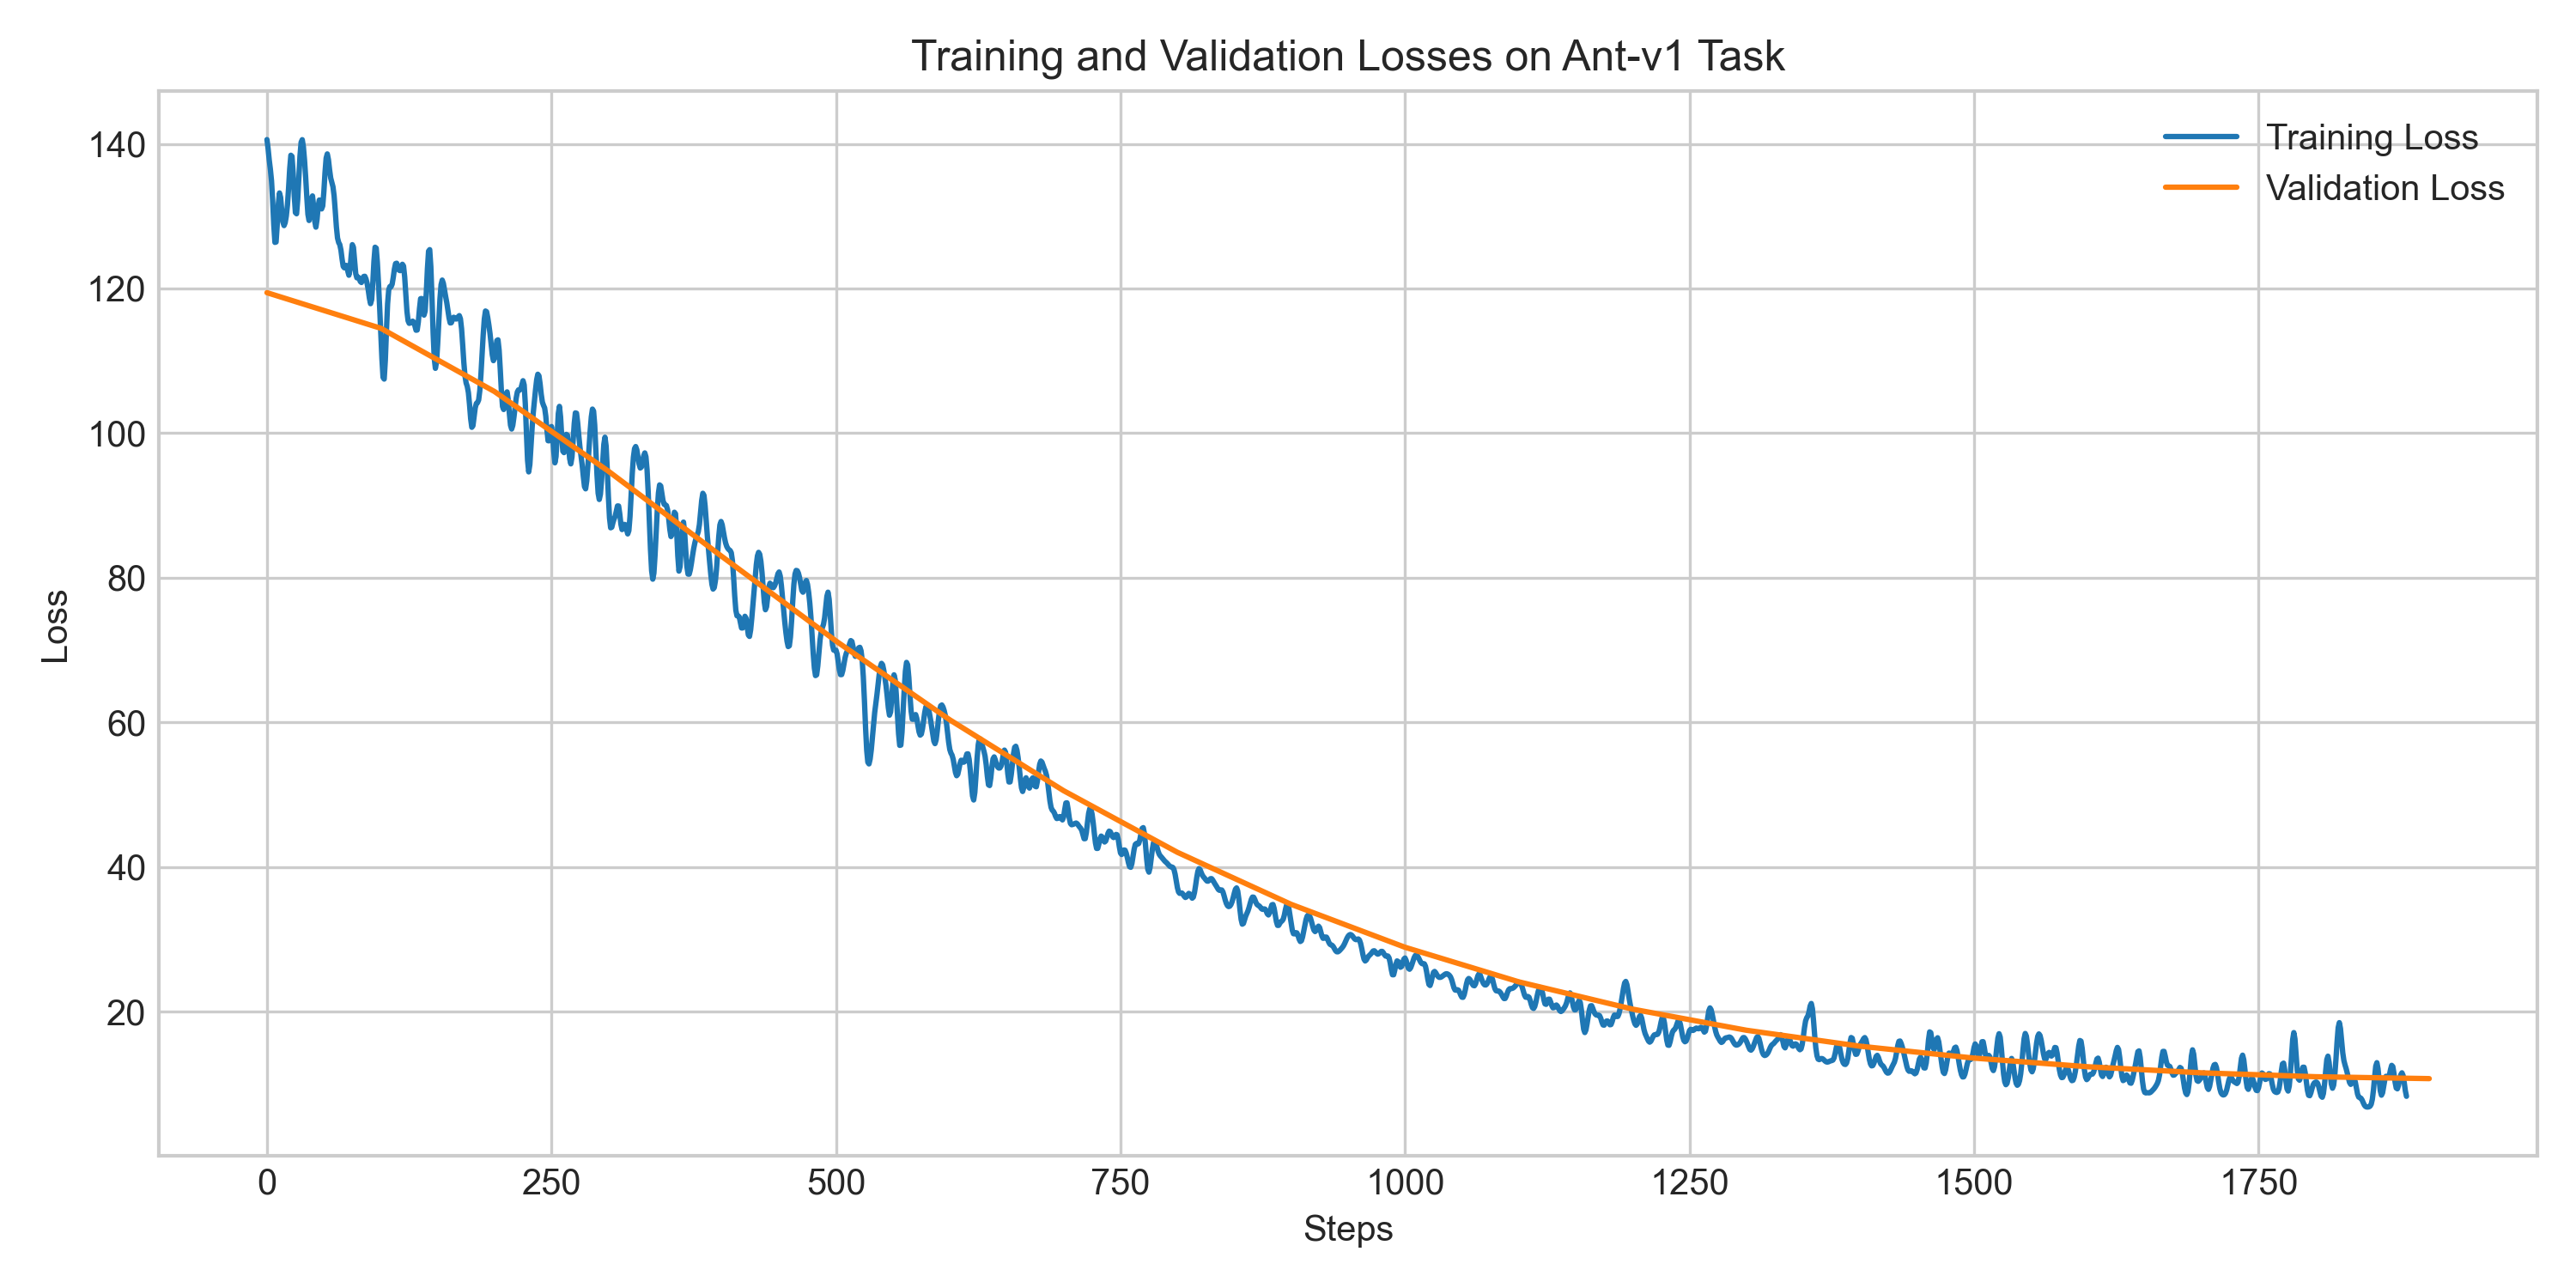 Training and Validation Losses on Ant-v1 Task
Training Loss
Validation Loss
140
120
100
80
60
40
20
Loss
0 250 500 750 1000 1250 1500 1750
Steps